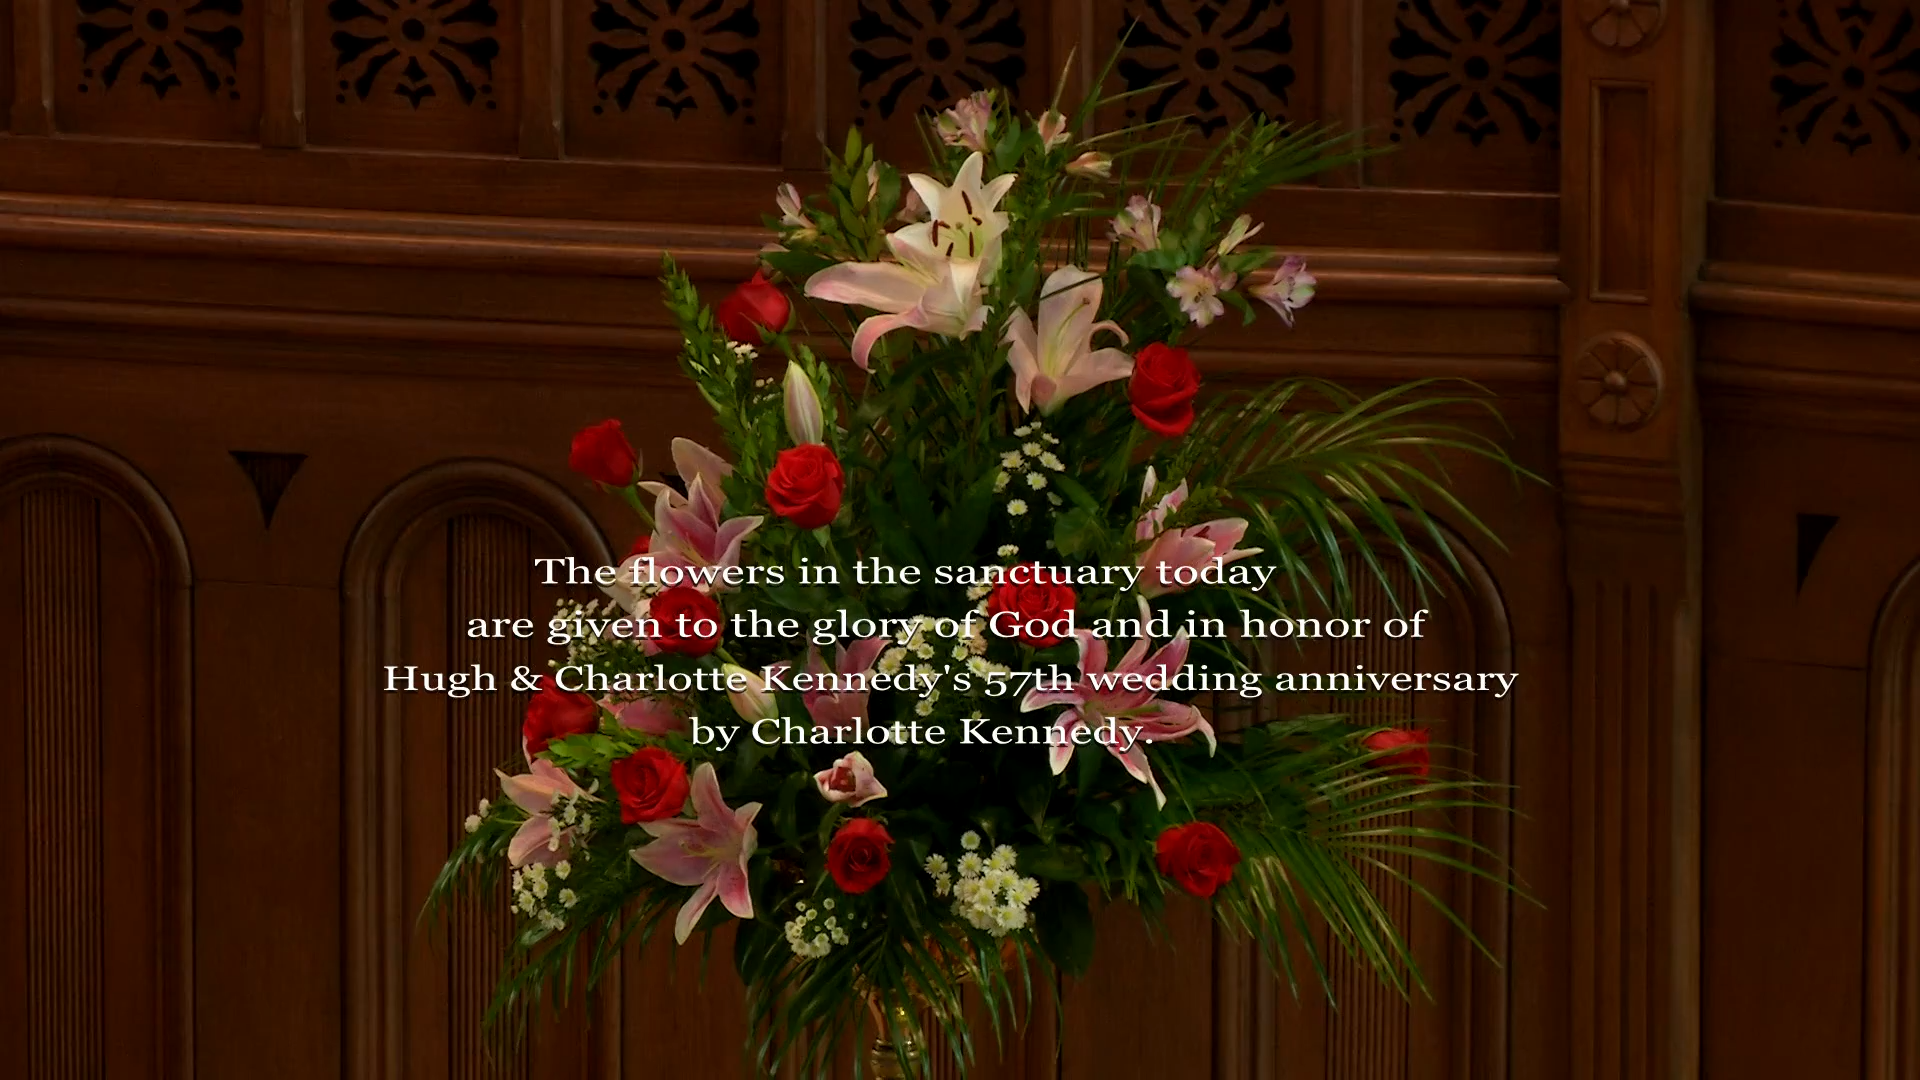 The flowers in the sanctuary today
are given to the glory of God and in honor of
Hugh & Charlotte Kennedy's 57th wedding anniversary
by Charlotte Kennedy.